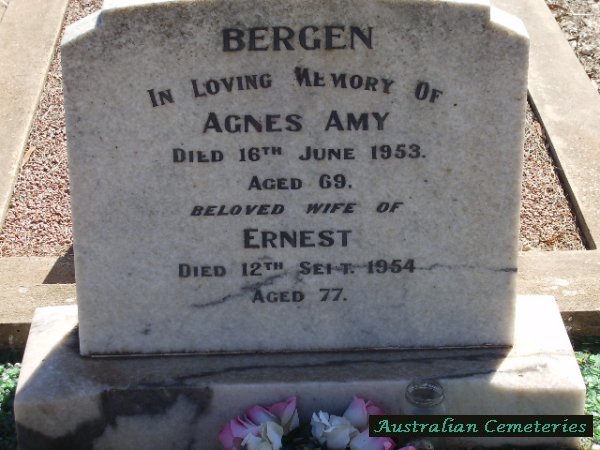 BERGEN
IN LOVING MEMORY OF
AGNES AMY
DIED 16TH JUNE 1953.
AGED 69.
BELOVED WIFE OF
ERNEST
DIED 12TH SEPT. 1954
AGED 77.
Australian Cemeteries